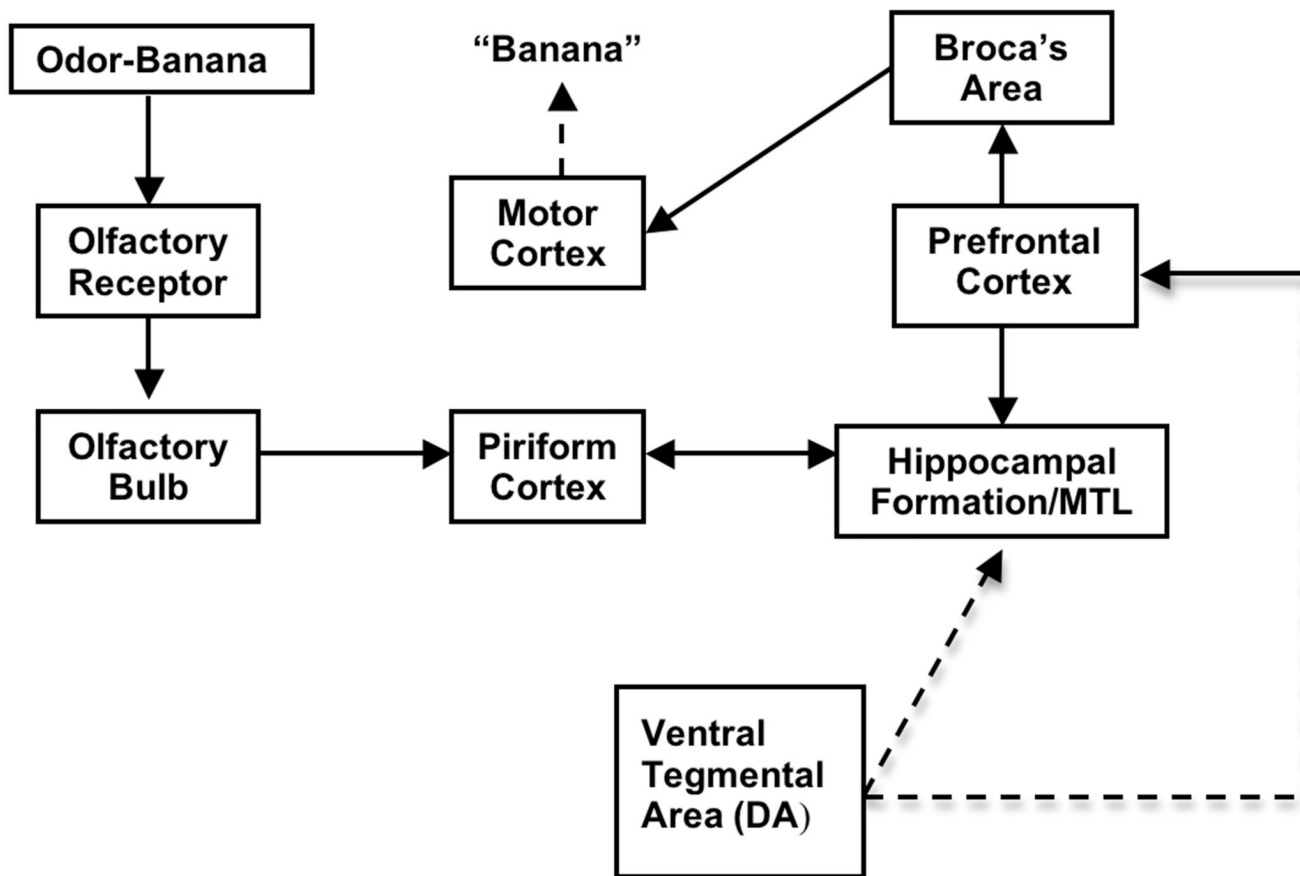 Odor-Banana
“Banana”
Broca’s
Area
Olfactory
Receptor
Motor
Cortex
Prefrontal
Cortex
Olfactory
Bulb
Piriform
Cortex
Hippocampal
Formation/MTL
Ventral
Tegmental
Area (DA)